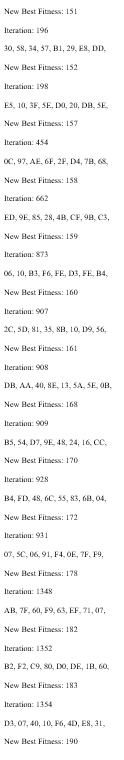 New Best Fitness: 151
Iteration: 196
30, 58, 34, 57, B1, 29, E8, DD,
New Best Fitness: 152
Iteration: 198
E5, 10, 3F, 5E, D0, 20, DB, 5E,
New Best Fitness: 157
Iteration: 454
0C, 97, AE, 6F, 2F, D4, 7B, 68,
New Best Fitness: 158
Iteration: 662
ED, 9E, 85, 28, 4B, CF, 9B, C3,
New Best Fitness: 159
Iteration: 873
06, 10, B3, F6, FE, D3, FE, B4,
New Best Fitness: 160
Iteration: 907
2C, 5D, 81, 35, 8B, 10, D9, 56,
New Best Fitness: 161
Iteration: 908
DB, AA, 40, 8E, 13, 5A, 5E, 0B,
New Best Fitness: 168
Iteration: 909
B5, 54, D7, 9E, 48, 24, 16, CC,
New Best Fitness: 170
Iteration: 928
B4, FD, 48, 6C, 55, 83, 6B, 04,
New Best Fitness: 172
Iteration: 931
07, 5C, 06, 91, F4, 0E, 7F, F9,
New Best Fitness: 178
Iteration: 1348
AB, 7F, 60, F9, 63, EF, 71, 07,
New Best Fitness: 182
Iteration: 1352
B2, F2, C9, 80, D0, DE, 1B, 60,
New Best Fitness: 183
Iteration: 1354
D3, 07, 40, 10, F6, 4D, E8, 31,
New Best Fitness: 190